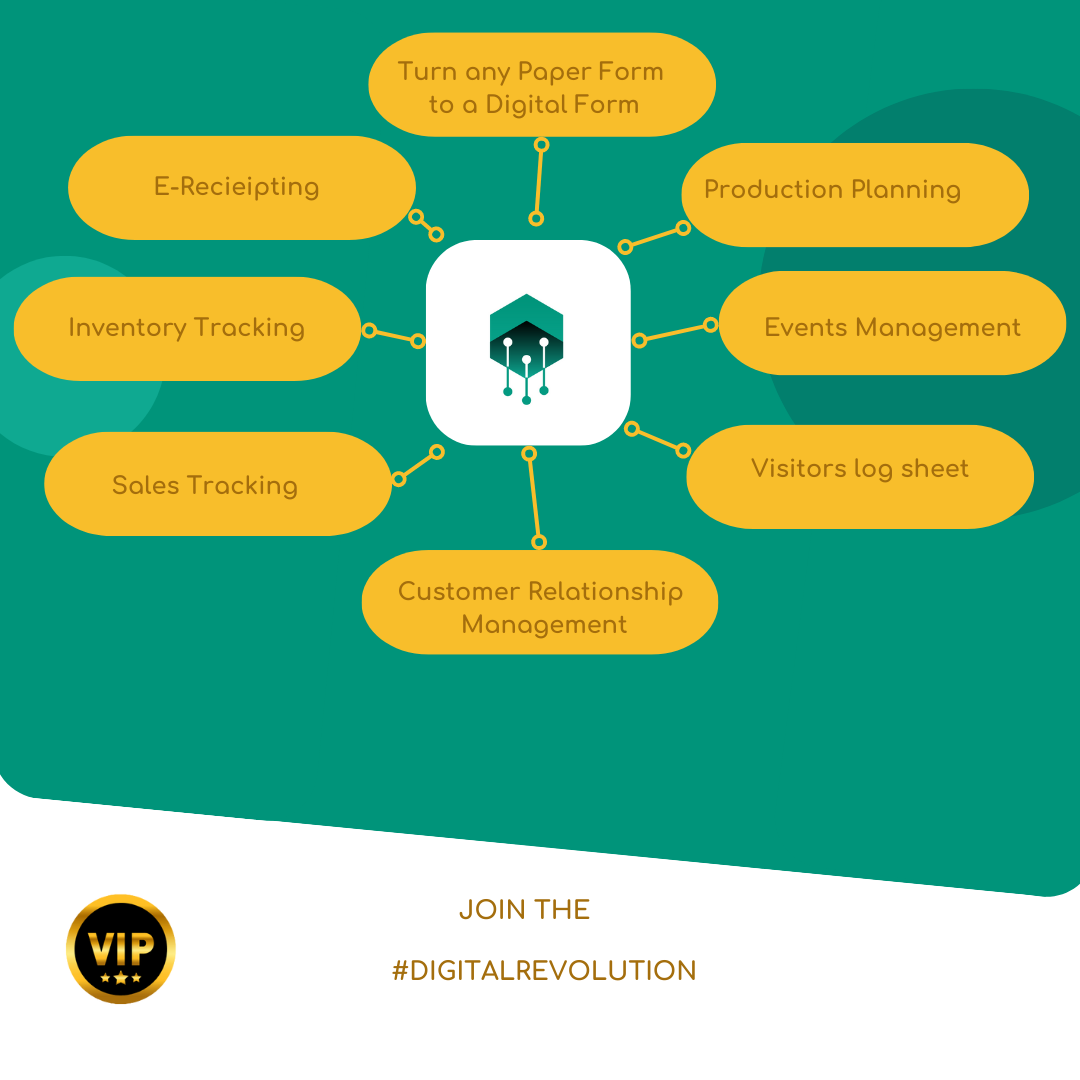 Turn any Paper Form
to a Digital Form
E-Recieipting
Production Planning
Inventory Tracking
Events Management
Sales Tracking
Visitors log sheet
Customer Relationship
Management
VIP
JOIN THE
#DIGITALREVOLUTION